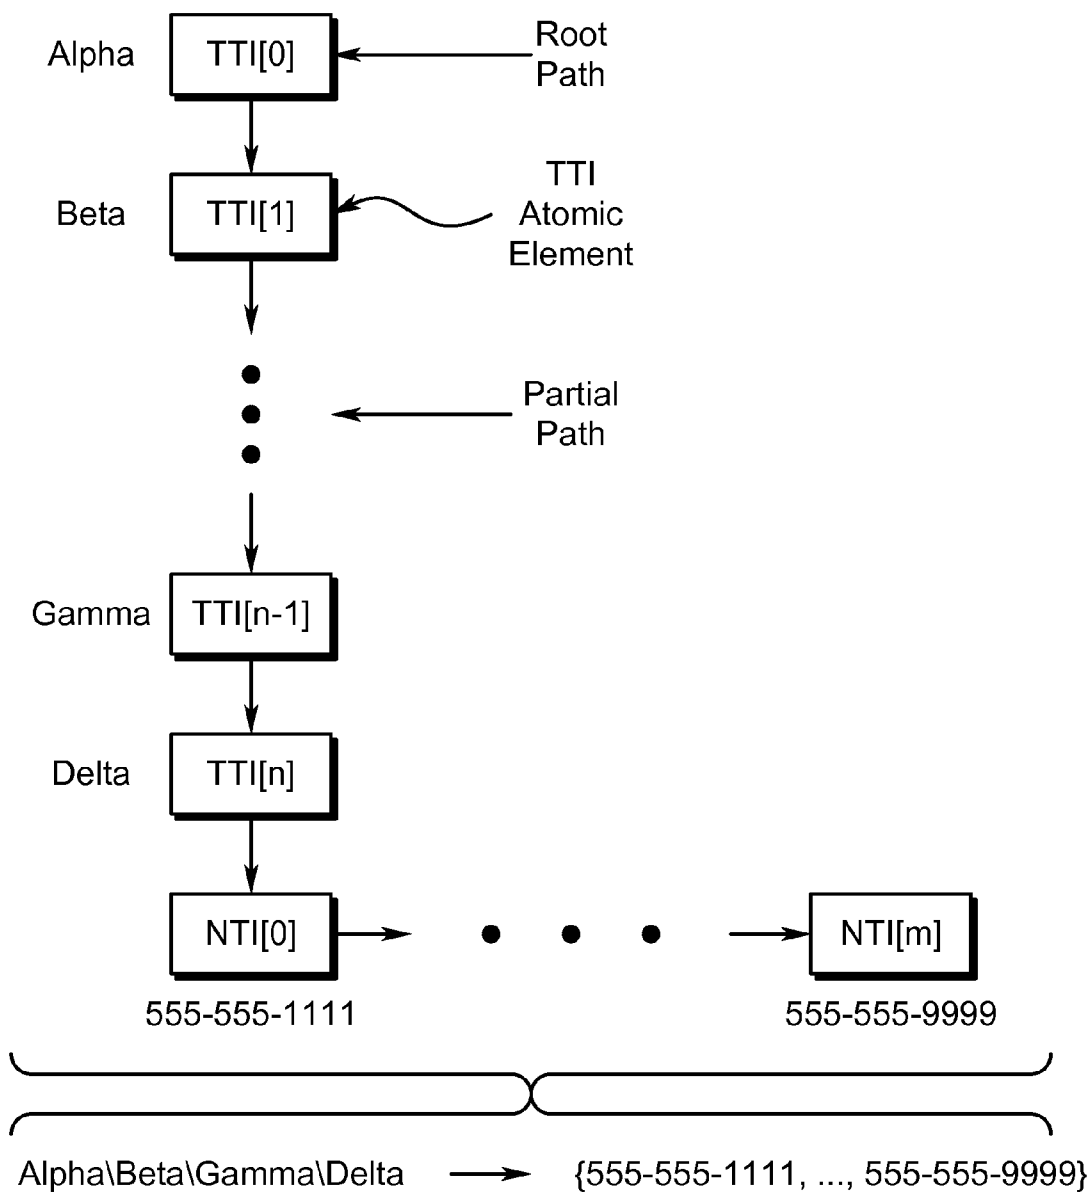 Alpha
TTI[0]
Root
Path
Beta
TTI[1]
TTI
Atomic
Element
Partial
Path
Gamma
TTI[n-1]
Delta
TTI[n]
NTI[0]
NTI[m]
555-555-1111
555-555-9999
Alpha\Beta\Gamma\Delta
{555-555-1111, ..., 555-555-9999}